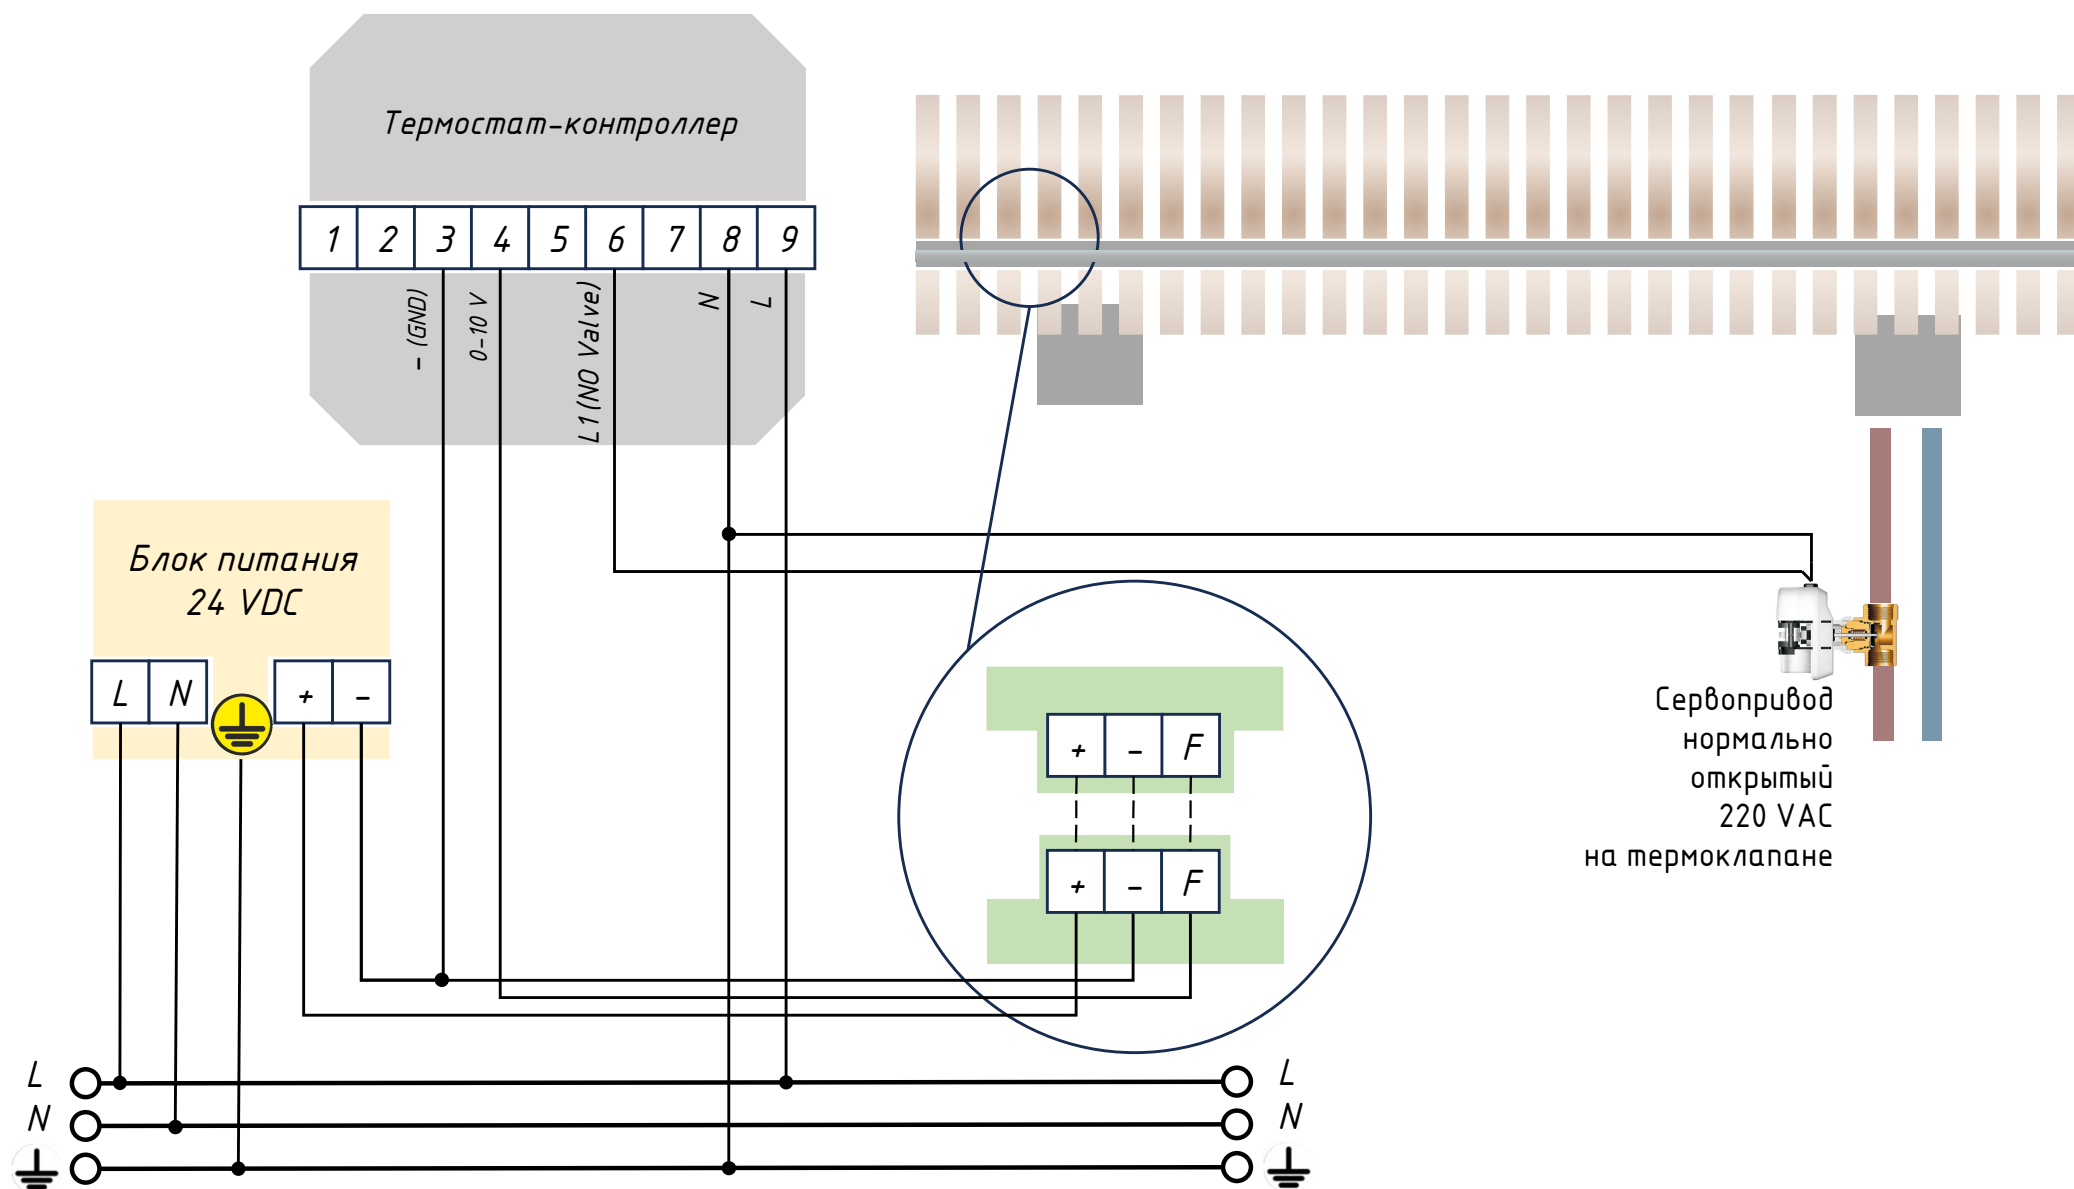 Термостат-контроллер
1 2 3 4 5 6 7 8 9
- (GND)
0-10 V
L1 (NO Valve)
N
L
Блок питания
24 VDC
L N + -
+ - F
+ - F
Сервопривод
нормально
открытый
220 VAC
на термоклапане
L L
N N